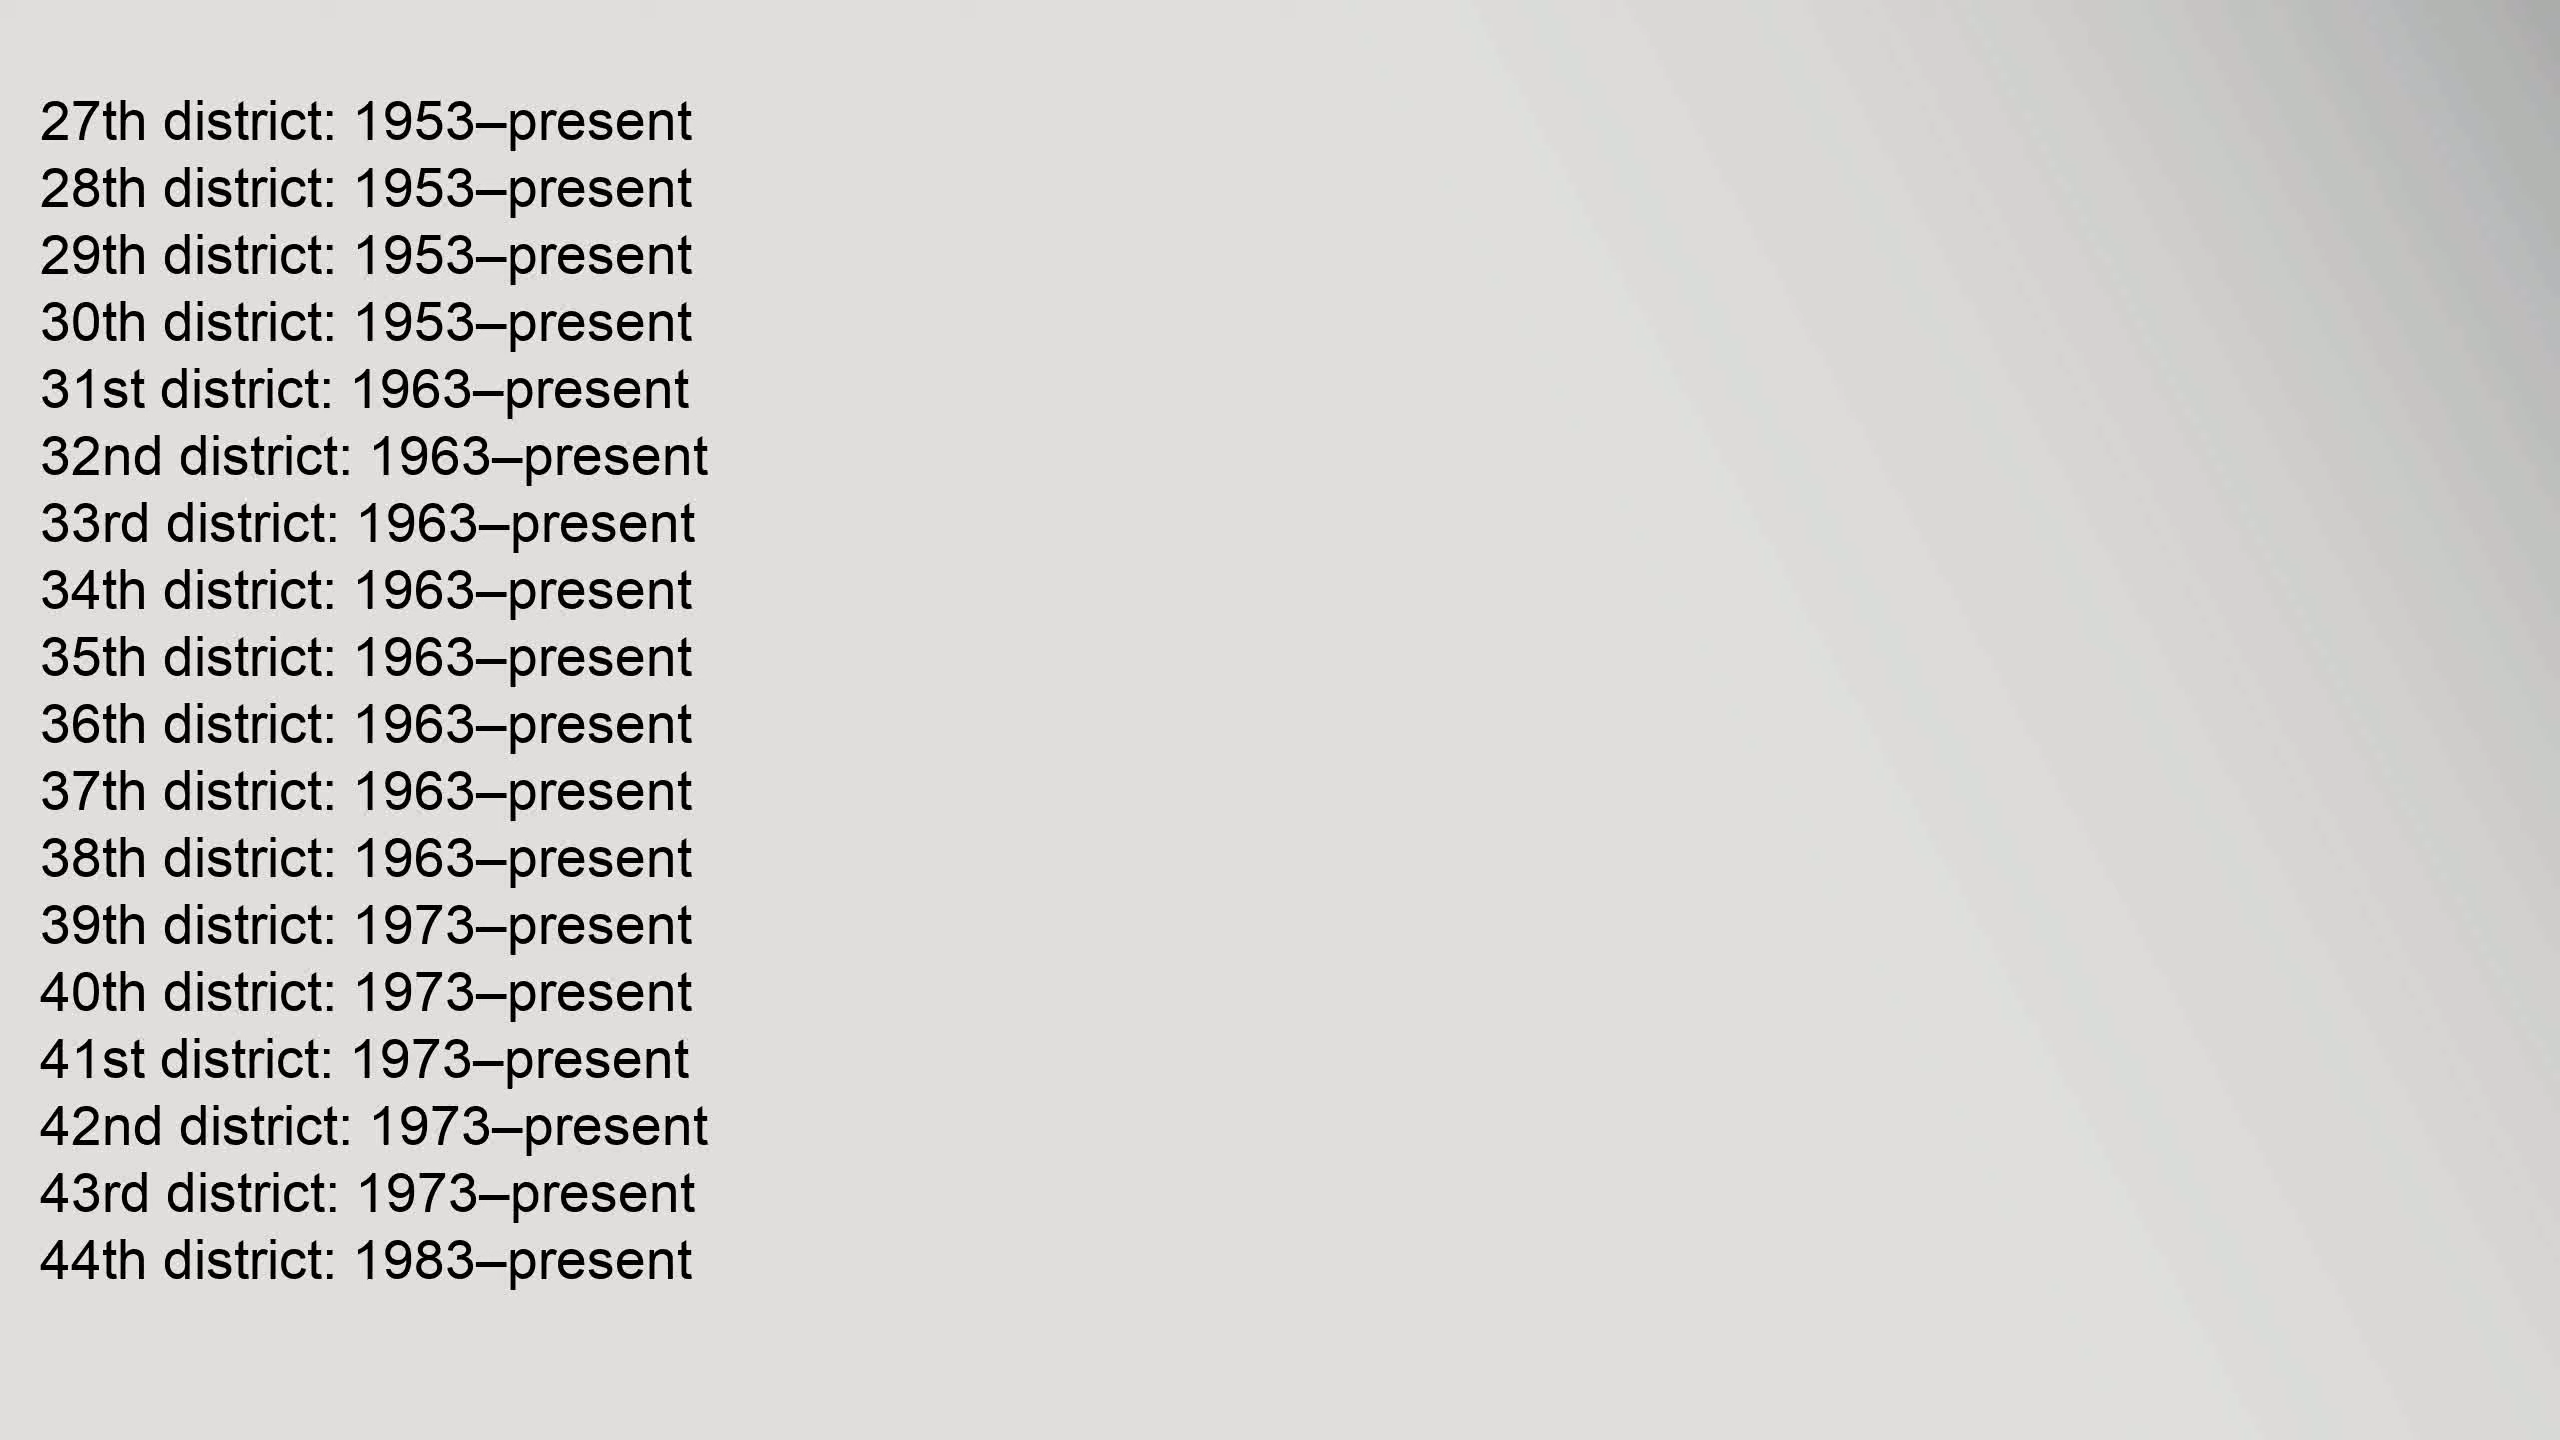 27th district: 1953–present
28th district: 1953–present
29th district: 1953–present
30th district: 1953–present
31st district: 1963–present
32nd district: 1963–present
33rd district: 1963–present
34th district: 1963–present
35th district: 1963–present
36th district: 1963–present
37th district: 1963–present
38th district: 1963–present
39th district: 1973–present
40th district: 1973–present
41st district: 1973–present
42nd district: 1973–present
43rd district: 1973–present
44th district: 1983–present